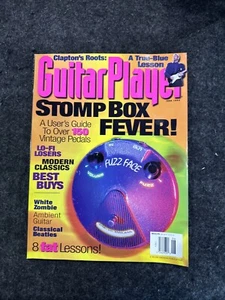 Clapton's Roots: A True-Blue
Lesson
Guitar Player
STOMP BOX
FEVER!
A User's Guide
To Over 150
Vintage Pedals
LO-FI
LOSERS
MODERN
CLASSICS
BEST
BUYS
FUZZ FACE
White
Zombie
Ambient
Guitar
Classical
Beatles
8 fat Lessons!